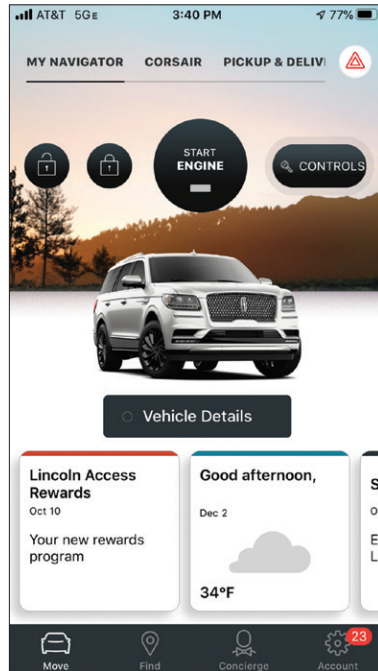 AT&T 5GE 3:40 PM 77%
MY NAVIGATOR CORSAIR PICKUP & DELIV
START
ENGINE
CONTROLS
Vehicle Details
Lincoln Access
Rewards
Oct 10
Your new rewards
program
Good afternoon,
Dec 2
34°F
S
O
E
L
23
Move Find Concierge Account